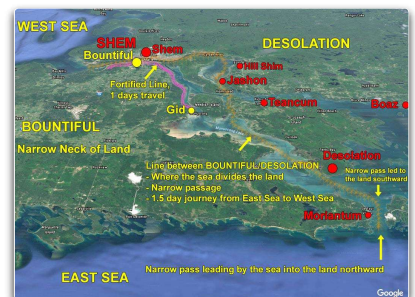 WEST SEA
SHEM
Shem
DESOLATION
Bountiful
Hill Shim
Jashon
Fortified Line,
1 days travel
Teancum
Boaz
Gid
BOUNTIFUL
Narrow Neck of Land
Line between BOUNTIFUL/DESOLATION
- Where the sea divides the land
- Narrow passage
- 1.5 day journey from East Sea to West Sea
Desolation
Narrow pass led to
the land southward
Moriantum
EAST SEA
Narrow pass leading by the sea into the land northward
Google